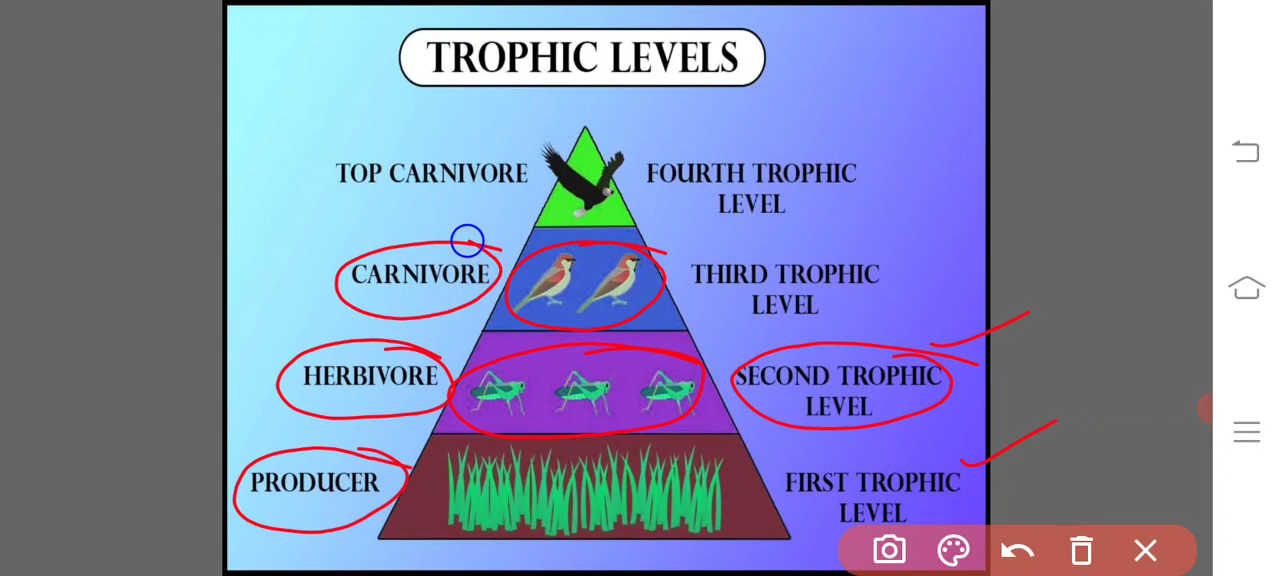 TROPHIC LEVELS
TOP CARNIVORE
FOURTH TROPHIC
LEVEL
CARNIVORE
THIRD TROPHIC
LEVEL
HERBIVORE
SECOND TROPHIC
LEVEL
PRODUCER
FIRST TROPHIC
LEVEL